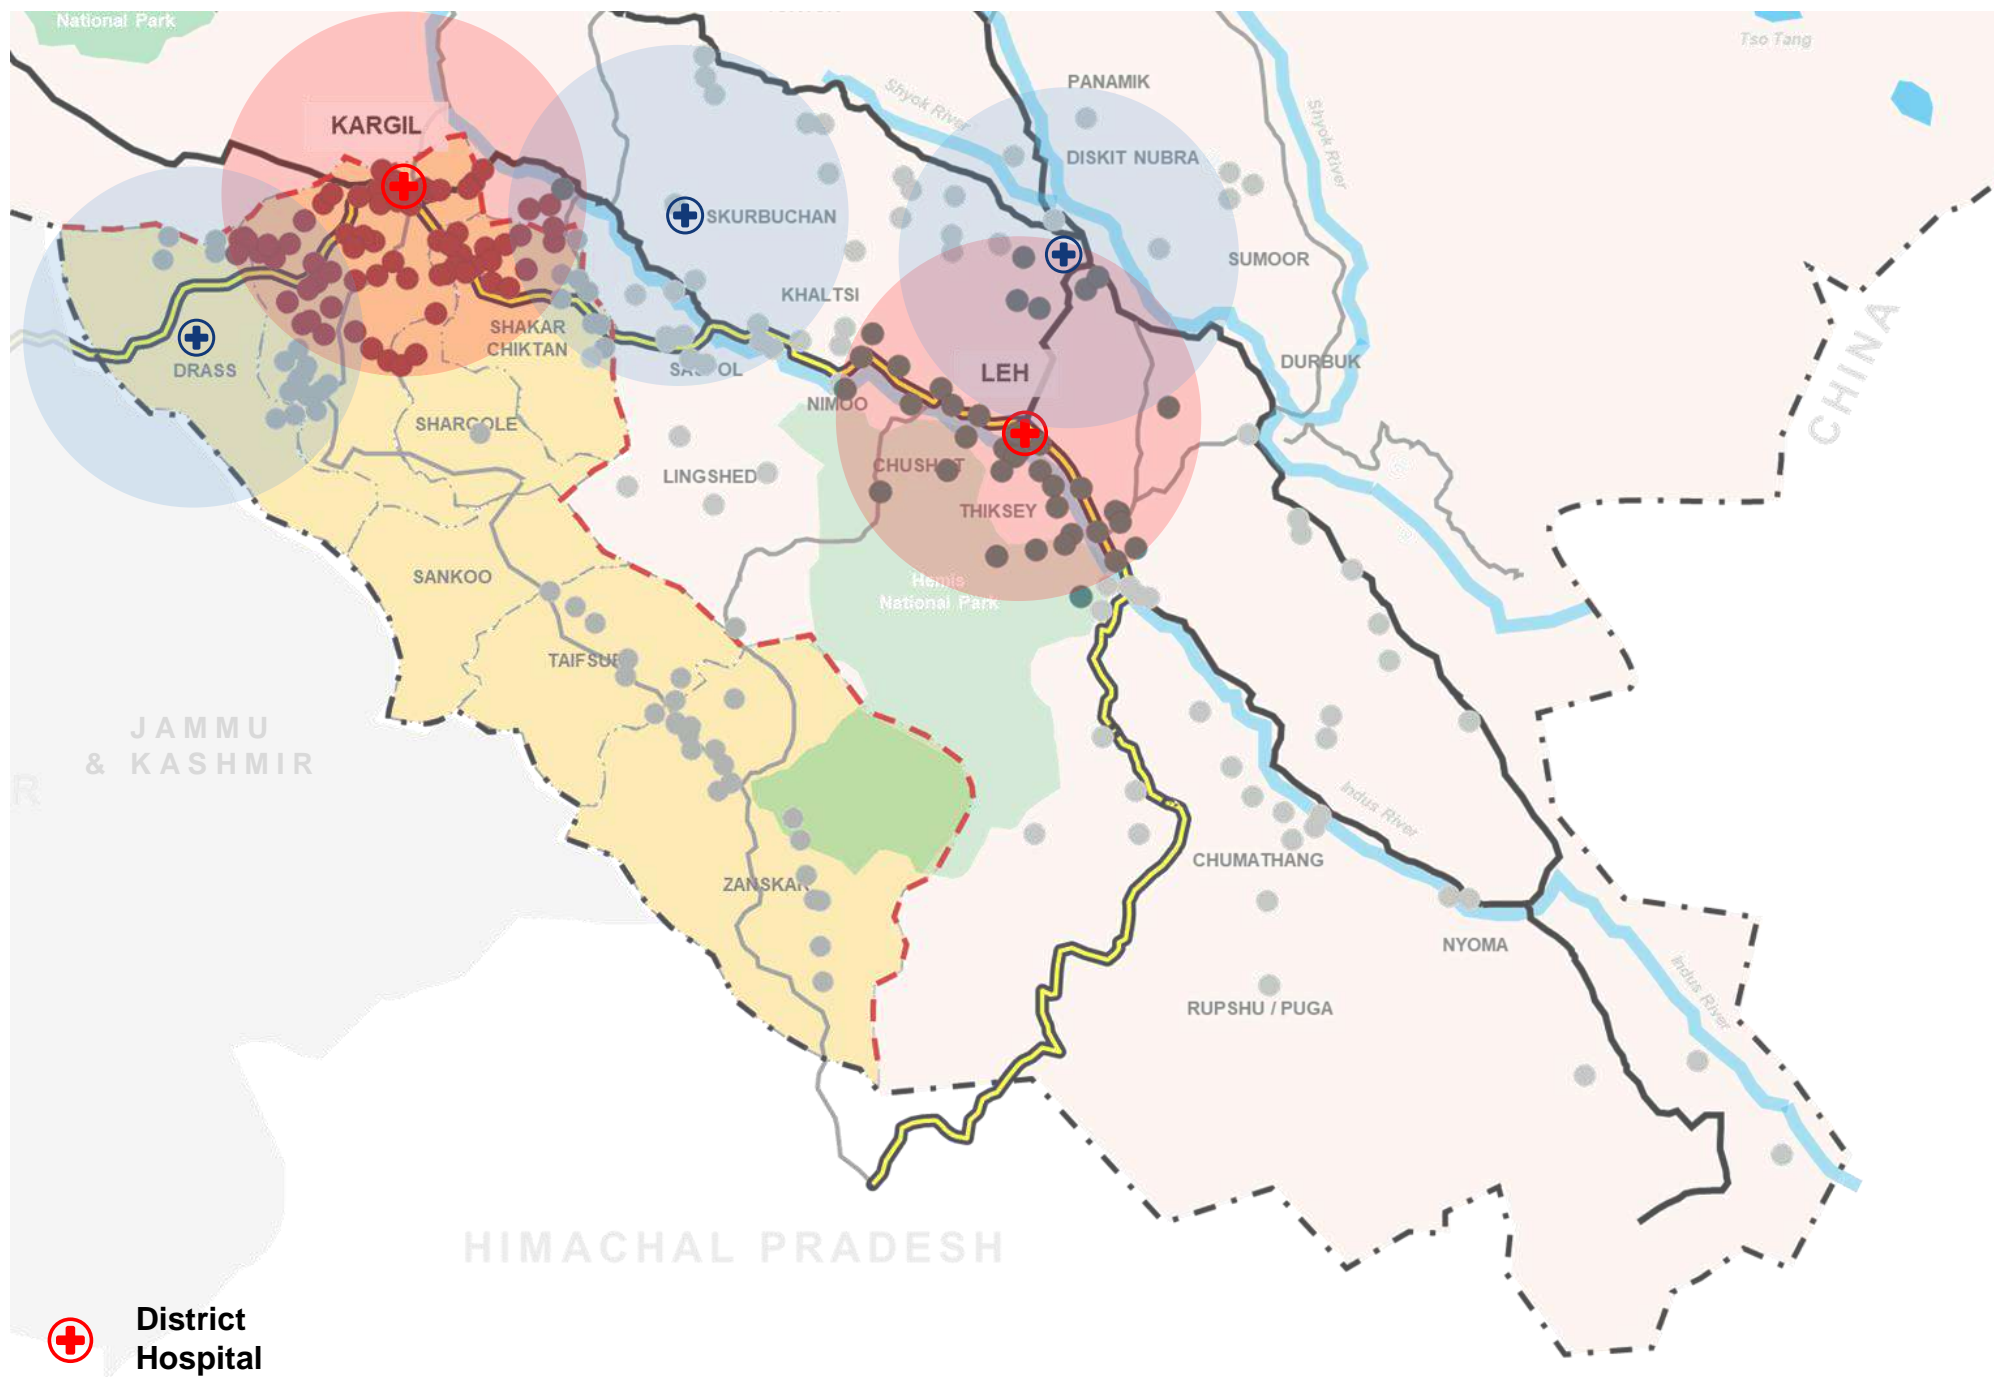 National Park
Tso Tang
PANAMIK
Shyok River
Shyok River
KARGIL
DISKIT NUBRA
SKURBUCHAN
SUMOOR
KHALTSI
CHINA
SHAKAR
CHIKTAN
DRASS
DURBUK
LEH
NIMOO
SHARGOLE
CHUSHOT
LINGSHED
THIKSEY
SANKOO
Hemis
National Park
TAIFSUR
JAMMU
& KASHMIR
R
Indus River
CHUMATHANG
ZANSKAR
NYOMA
Indus River
RUPSHU / PUGA
HIMACHAL PRADESH
District
Hospital